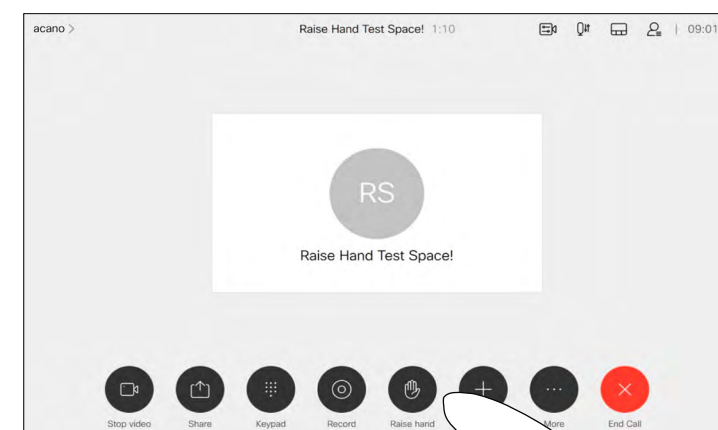 acano >
Raise Hand Test Space! 1:10
09:01
RS
Raise Hand Test Space!
Stop video
Share
Keypad
Record
Raise hand
More
End Call